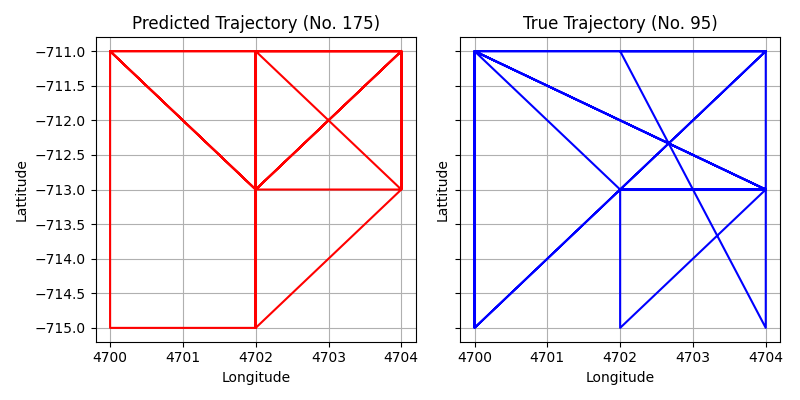 Predicted Trajectory (No. 175)
True Trajectory (No. 95)
Lattitude
−711.0
−711.5
−712.0
−712.5
−713.0
−713.5
−714.0
−714.5
−715.0
4700 4701 4702 4703 4704
Longitude
Lattitude
4700 4701 4702 4703 4704
Longitude